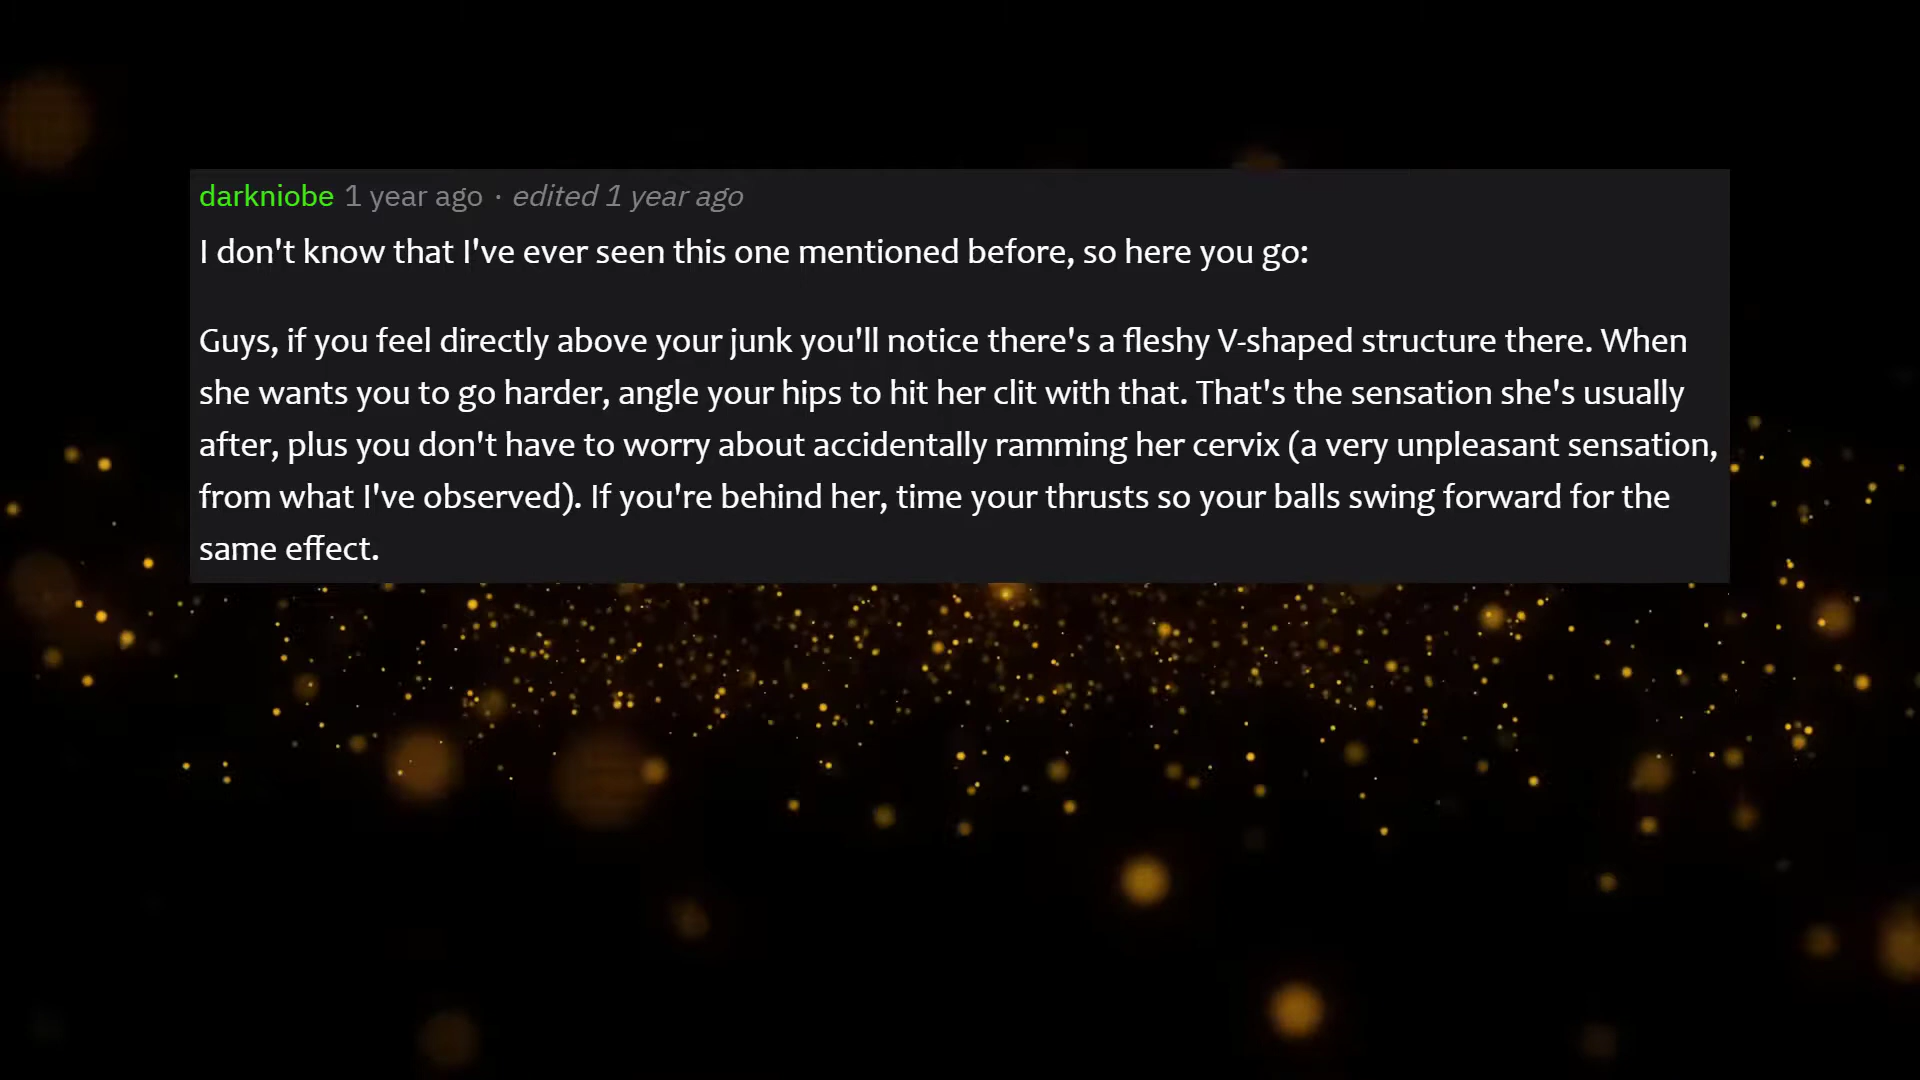 darkniobe 1 year ago · edited 1 year ago
I don't know that I've ever seen this one mentioned before, so here you go:
Guys, if you feel directly above your junk you'll notice there's a fleshy V-shaped structure there. When
she wants you to go harder, angle your hips to hit her clit with that. That's the sensation she's usually
after, plus you don't have to worry about accidentally ramming her cervix (a very unpleasant sensation,
from what I've observed). If you're behind her, time your thrusts so your balls swing forward for the
same effect.